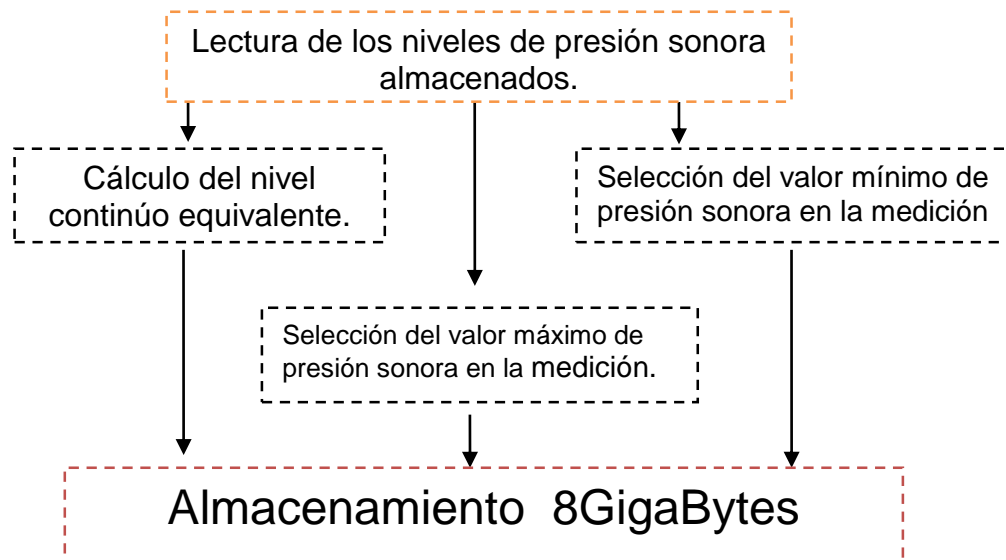 Lectura de los niveles de presión sonora
almacenados.
Cálculo del nivel
continúo equivalente.
Selección del valor mínimo de
presión sonora en la medición
Selección del valor máximo de
presión sonora en la medición.
Almacenamiento 8GigaBytes